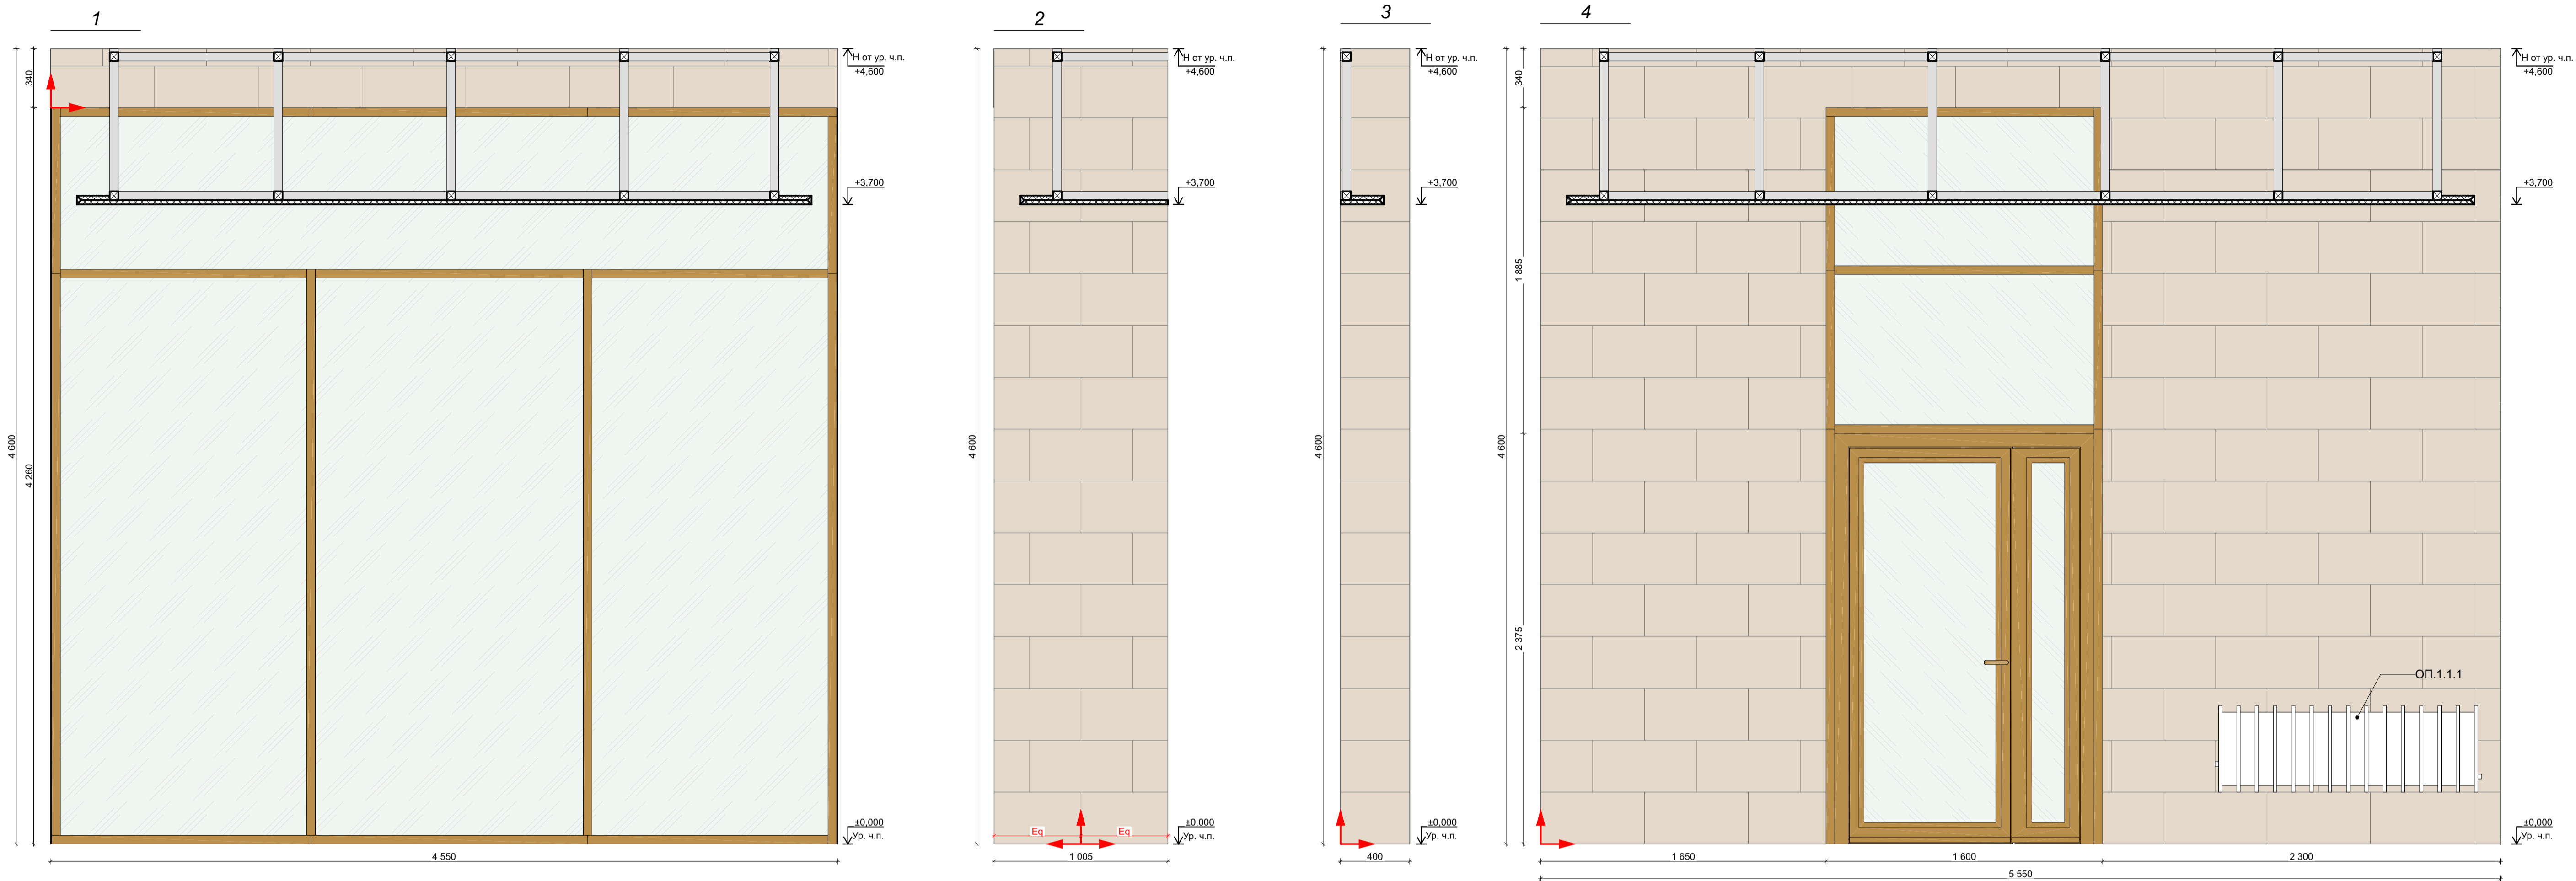 1
340
4 600
4 260
Н от ур. ч.п.
+4,600
+3,700
±0,000
Ур. ч.п.
4 550
2
4 600
Н от ур. ч.п.
+4,600
+3,700
Eq
Eq
±0,000
Ур. ч.п.
1 005
3
4 600
Н от ур. ч.п.
+4,600
+3,700
±0,000
Ур. ч.п.
400
4
340
1 885
4 600
2 375
Н от ур. ч.п.
+4,600
+3,700
ОП.1.1.1
±0,000
Ур. ч.п.
1 650
1 600
2 300
5 550